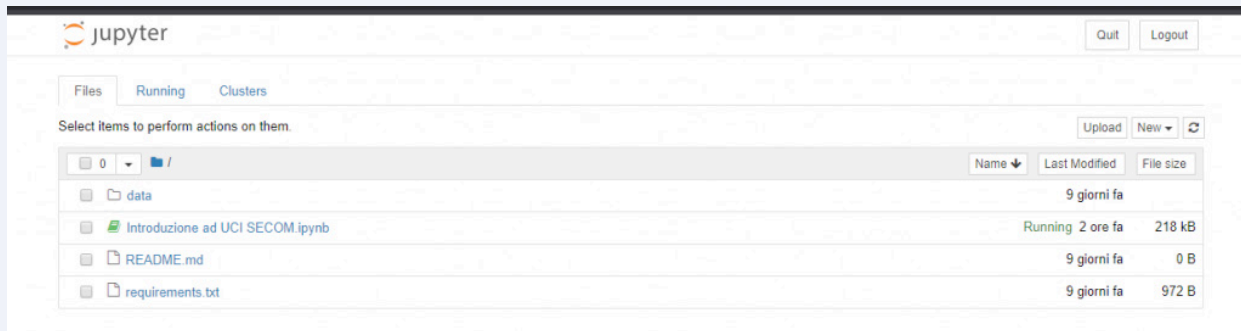 jupyter
Quit Logout
Files Running Clusters
Select items to perform actions on them.
Upload New
0 / Name Last Modified File size
data 9 giorni fa
Introduzione ad UCI SECOM.ipynb Running 2 ore fa 218 kB
README.md 9 giorni fa 0 B
requirements.txt 9 giorni fa 972 B